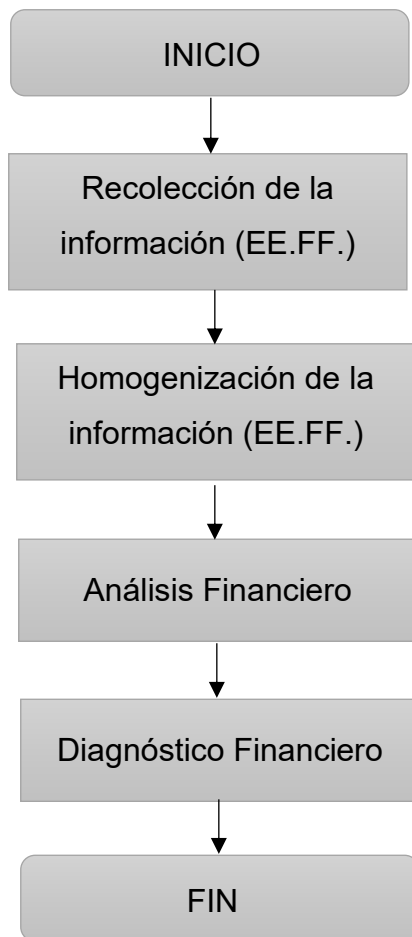 INICIO
Recolección de la
información (EE.FF.)
Homogenización de la
información (EE.FF.)
Análisis Financiero
Diagnóstico Financiero
FIN